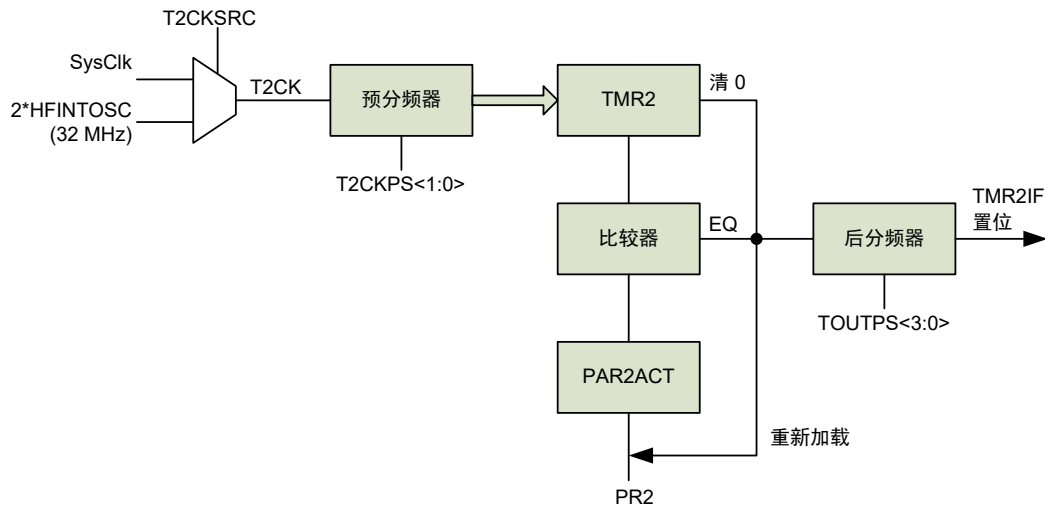 T2CKSRC
SysClk
2*HFINTOSC
(32 MHz)
T2CK
预分频器
T2CKPS<1:0>
TMR2
清 0
比较器
EQ
后分频器
TOUTPS<3:0>
TMR2IF
置位
PAR2ACT
重新加载
PR2